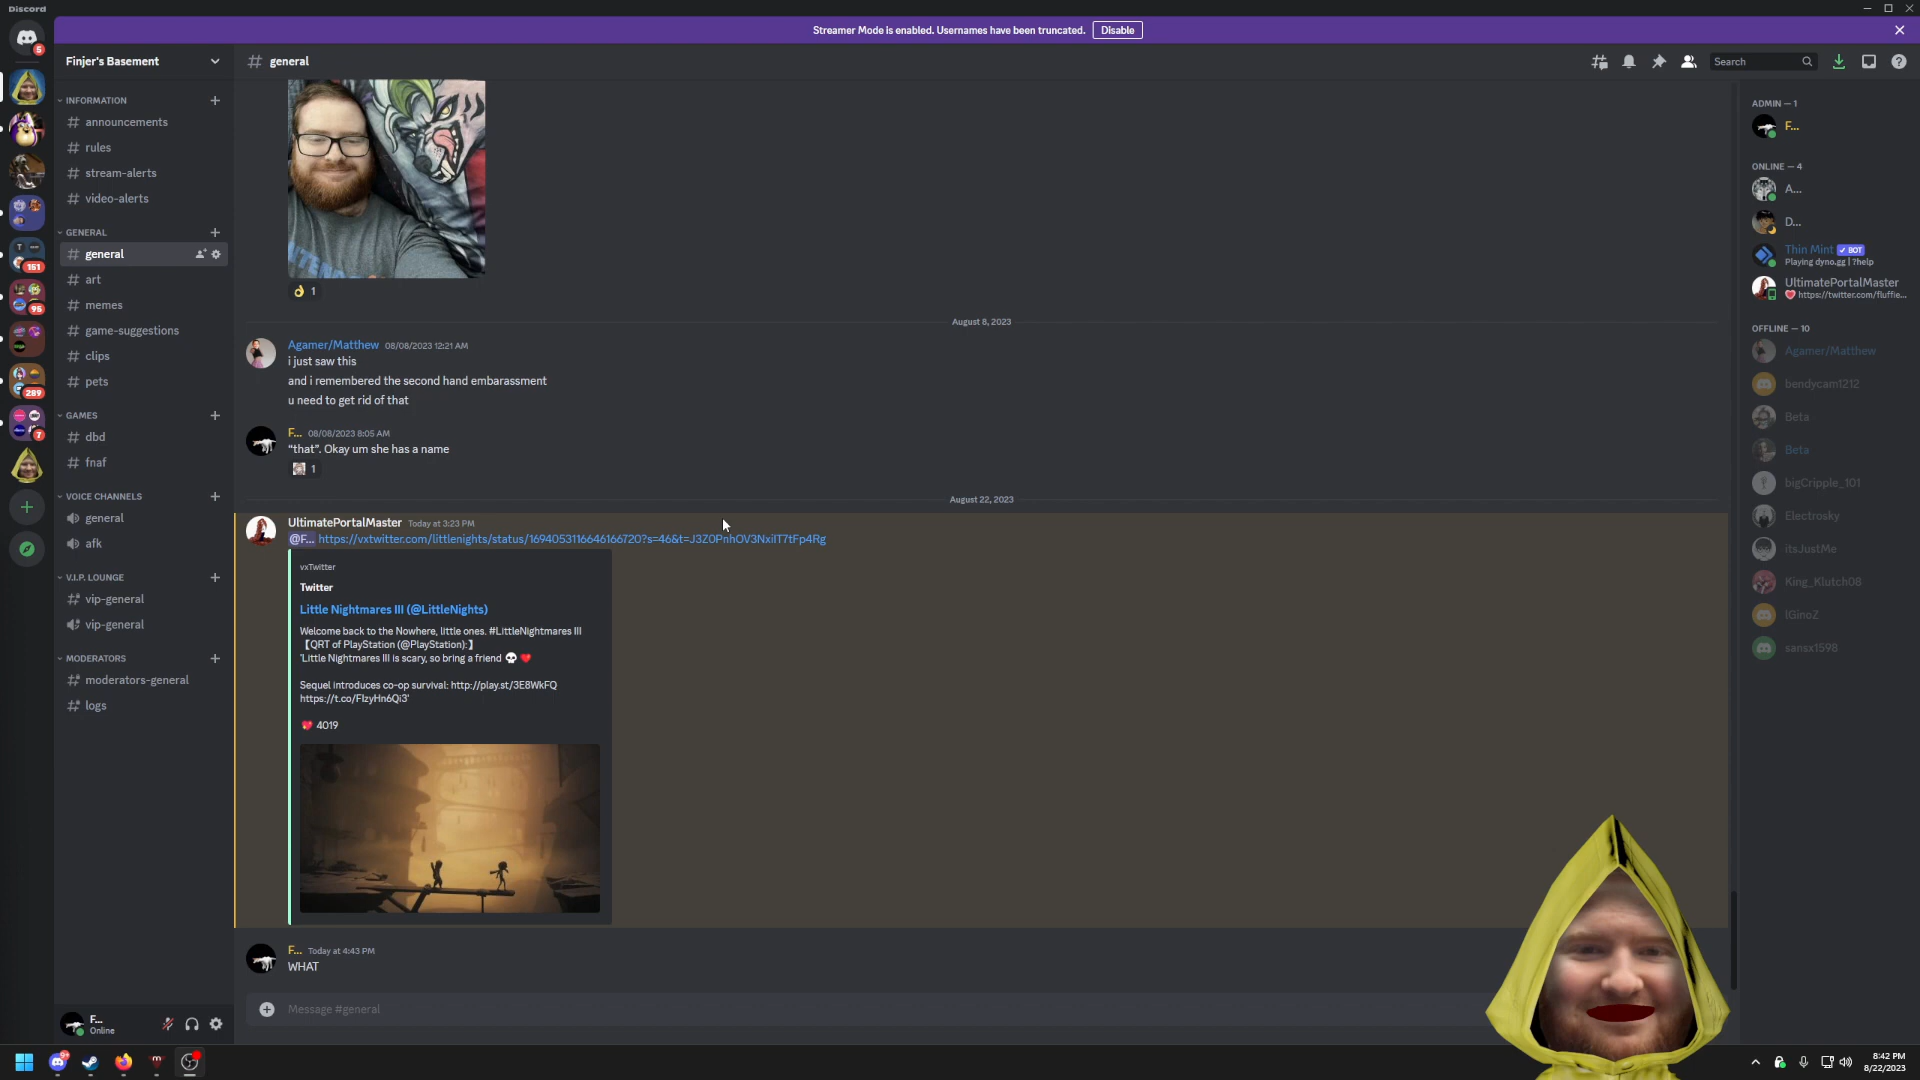 Discord
Streamer Mode is enabled. Usernames have been truncated. Disable
5
151
95
289
7
Finjer's Basement
INFORMATION
announcements
rules
stream-alerts
video-alerts
GENERAL
general
art
memes
game-suggestions
clips
pets
GAMES
dbd
fnaf
VOICE CHANNELS
general
afk
V.I.P. LOUNGE
vip-general
vip-general
MODERATORS
moderators-general
logs
F...
Online
general
Search
👌 1
August 8, 2023
Agamer/Matthew 08/08/2023 12:21 AM
i just saw this
and i remembered the second hand embarassment
u need to get rid of that
F... 08/08/2023 8:05 AM
"that". Okay um she has a name
1
August 22, 2023
UltimatePortalMaster Today at 3:23 PM
@F... https://vxtwitter.com/littlenights/status/1694053116646166720?s=46&t=J3Z0PnhOV3NxiIT7tFp4Rg
vxTwitter
Twitter
Little Nightmares III (@LittleNights)
Welcome back to the Nowhere, little ones. #LittleNightmares III
【QRT of PlayStation (@PlayStation):】
'Little Nightmares III is scary, so bring a friend 💀❤️
Sequel introduces co-op survival: http://play.st/3E8WkFQ
https://t.co/FIzyHn6Qi3'
💖 4019
F... Today at 4:43 PM
WHAT
Message #general
ADMIN — 1
F...
ONLINE — 4
A...
D...
Thin Mint ✓ BOT
Playing dyno.gg | ?help
UltimatePortalMaster
❤️ https://twitter.com/fluffie...
OFFLINE — 10
Agamer/Matthew
bendycam1212
Beta
Beta
bigCripple_101
Electrosky
itsJustMe
King_Klutch08
IGinoZ
sansx1598
8:42 PM
8/22/2023